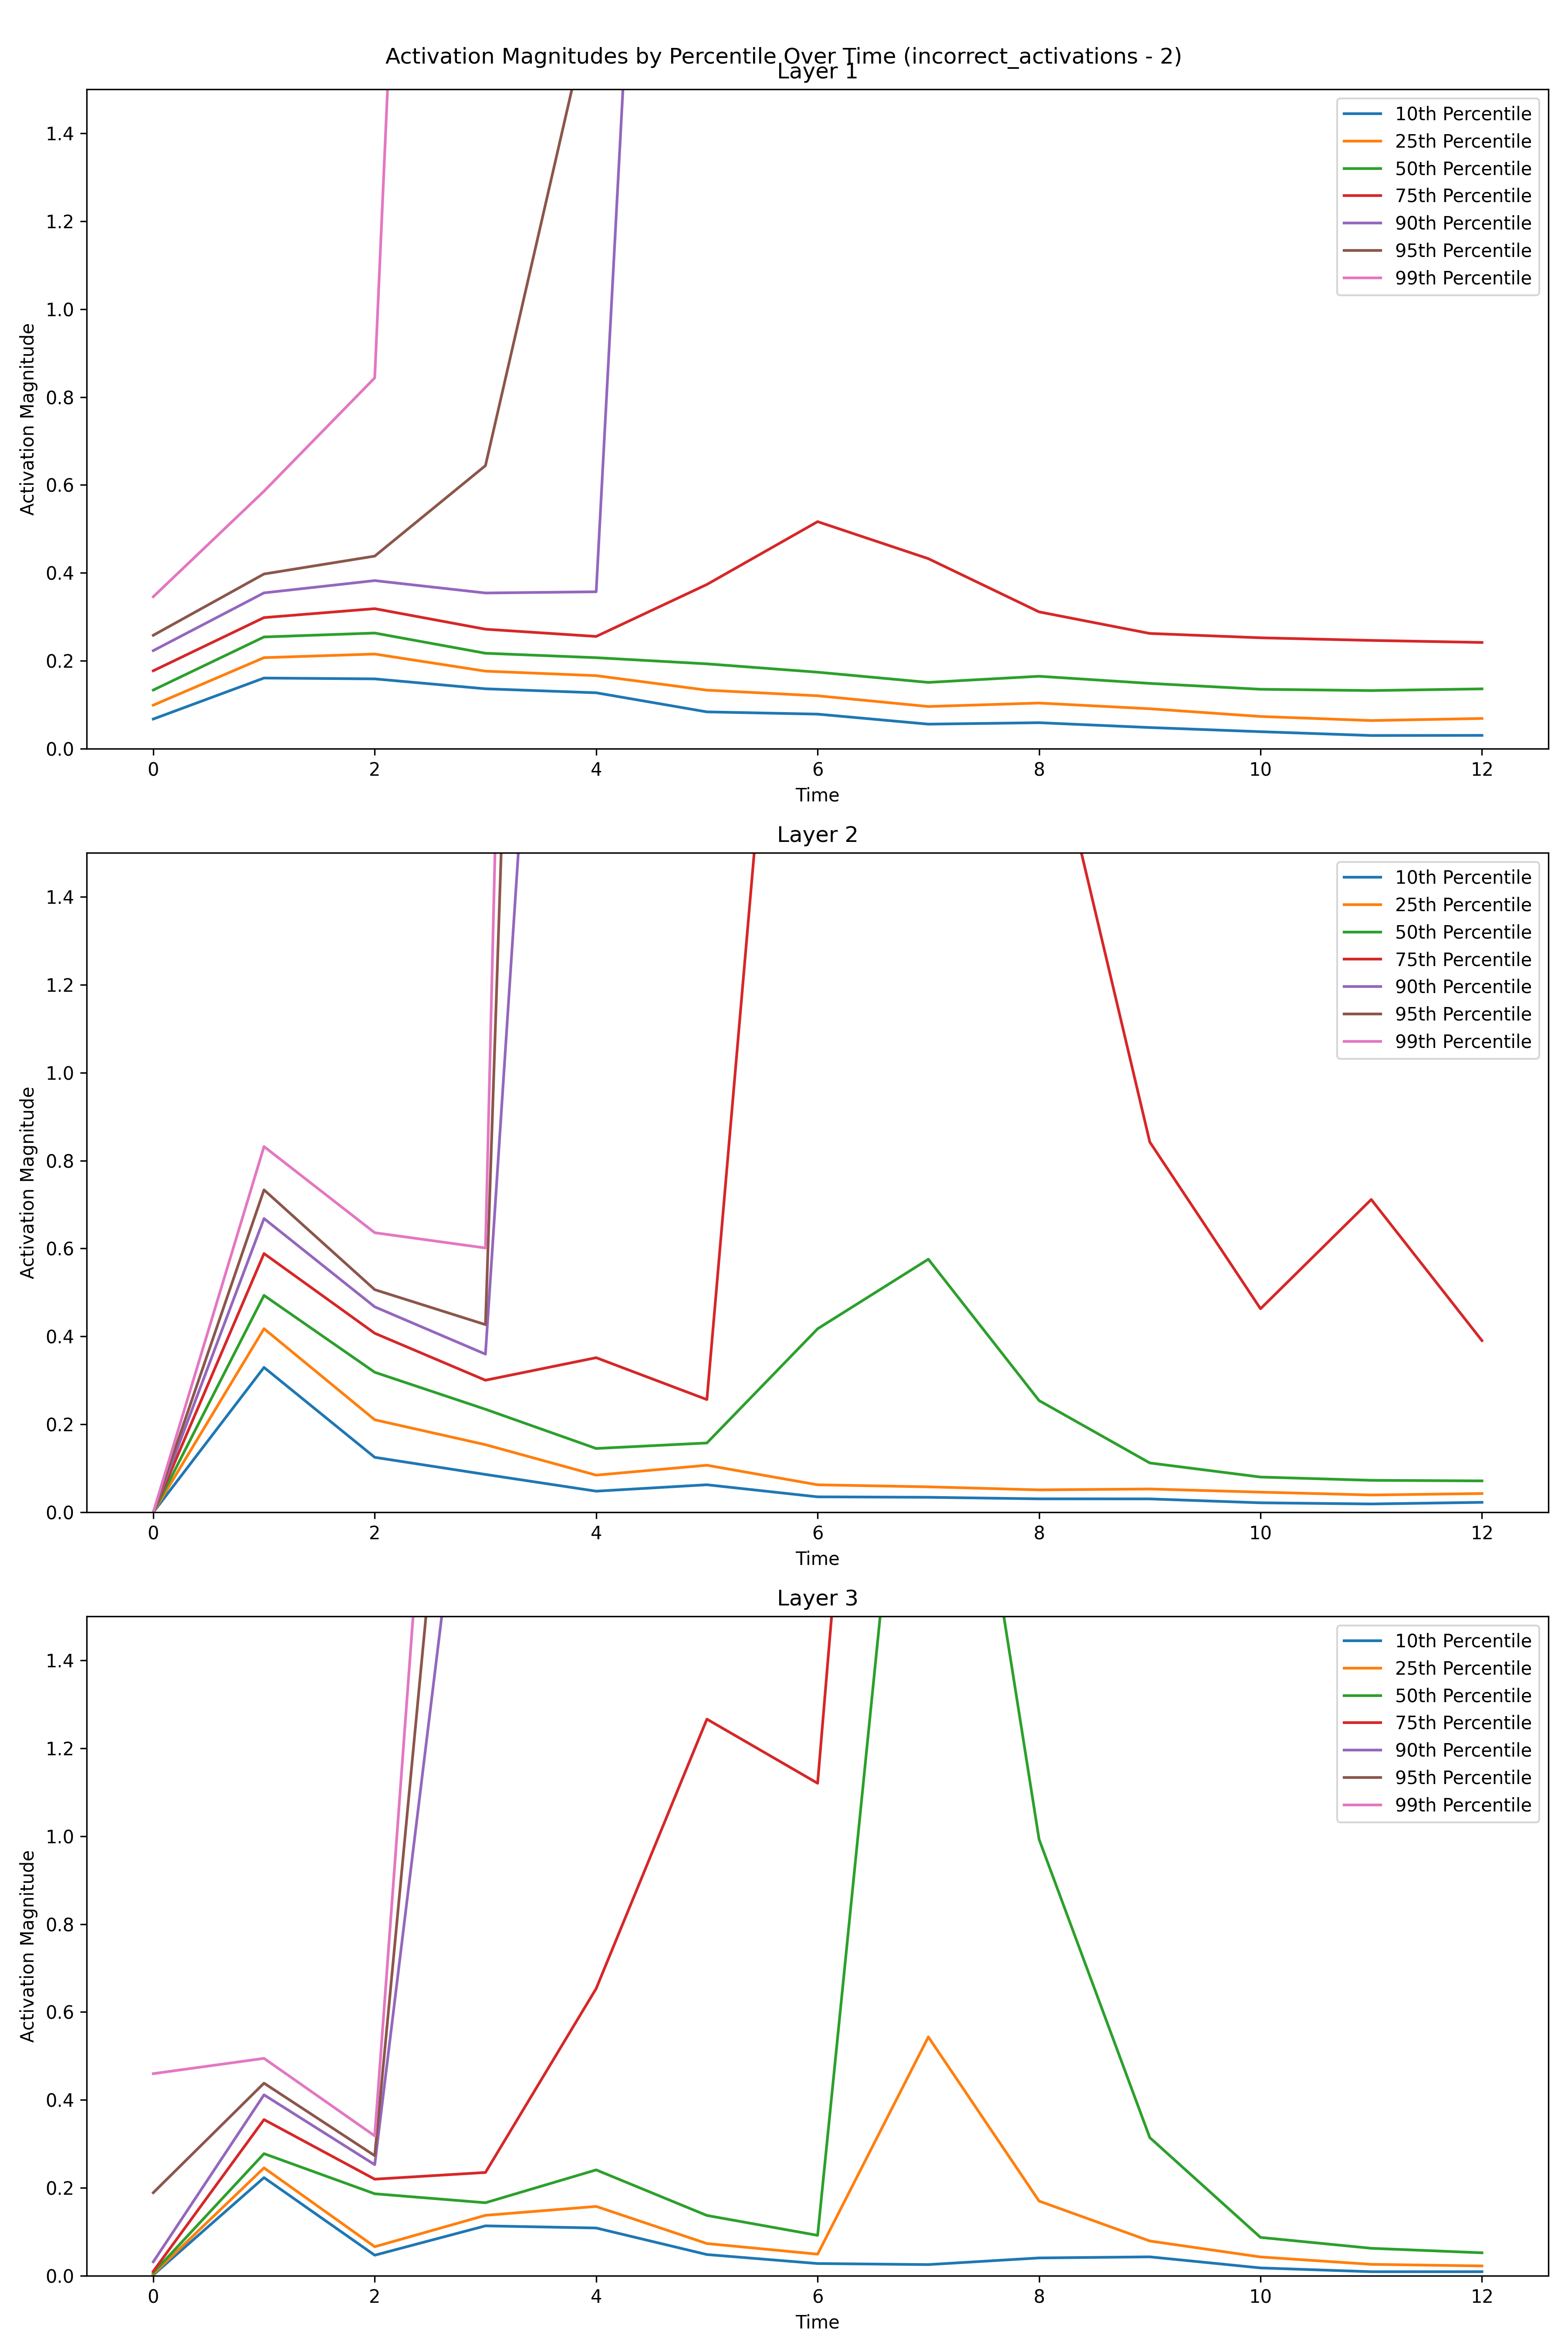 Activation Magnitudes by Percentile Over Time (incorrect_activations - 2)
Layer 1
1.4
1.2
1.0
0.8
0.6
0.4
0.2
0.0
Activation Magnitude
10th Percentile
25th Percentile
50th Percentile
75th Percentile
90th Percentile
95th Percentile
99th Percentile
0 2 4 6 8 10 12
Time
Layer 2
1.4
1.2
1.0
0.8
0.6
0.4
0.2
0.0
Activation Magnitude
10th Percentile
25th Percentile
50th Percentile
75th Percentile
90th Percentile
95th Percentile
99th Percentile
0 2 4 6 8 10 12
Time
Layer 3
1.4
1.2
1.0
0.8
0.6
0.4
0.2
0.0
Activation Magnitude
10th Percentile
25th Percentile
50th Percentile
75th Percentile
90th Percentile
95th Percentile
99th Percentile
0 2 4 6 8 10 12
Time